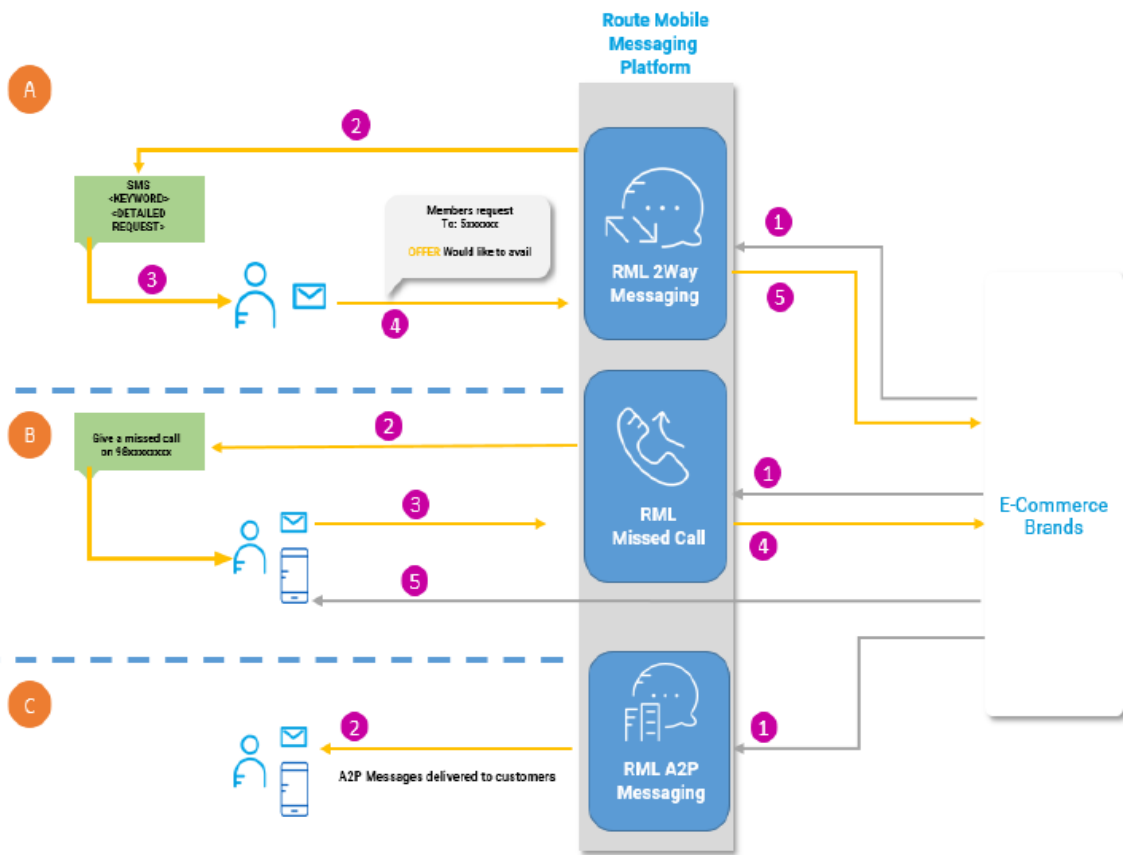 Route Mobile
Messaging
Platform
A
2
SMS
<KEYWORD>
<DETAILED
REQUEST>
Members request
To: 5xxxxxx
OFFER Would like to avail
1
3
RML 2Way
Messaging
5
4
B
Give a missed call
on 98xxxxxxxx
2
1
3
RML
Missed Call
4
E-Commerce
Brands
5
C
2
1
A2P Messages delivered to customers
RML A2P
Messaging